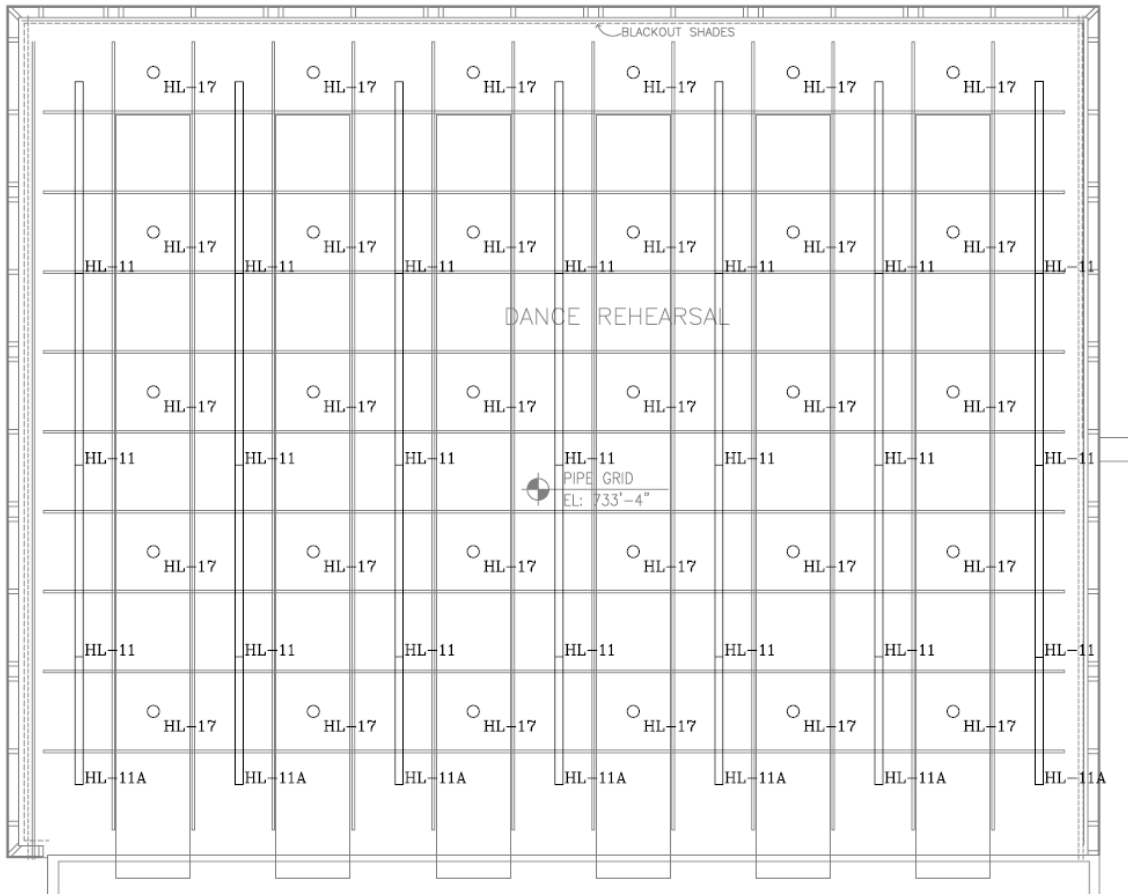 BLACKOUT SHADES
HL-17 HL-17 HL-17 HL-17 HL-17 HL-17
HL-17 HL-17 HL-17 HL-17 HL-17 HL-17
HL-11 HL-11 HL-11 HL-11 HL-11 HL-11 HL-11
DANCE REHEARSAL
HL-17 HL-17 HL-17 HL-17 HL-17 HL-17
HL-11 HL-11 HL-11 HL-11 HL-11 HL-11 HL-11
PIPE GRID
EL: 733'-4"
HL-17 HL-17 HL-17 HL-17 HL-17 HL-17
HL-11 HL-11 HL-11 HL-11 HL-11 HL-11 HL-11
HL-17 HL-17 HL-17 HL-17 HL-17 HL-17
HL-11A HL-11A HL-11A HL-11A HL-11A HL-11A HL-11A